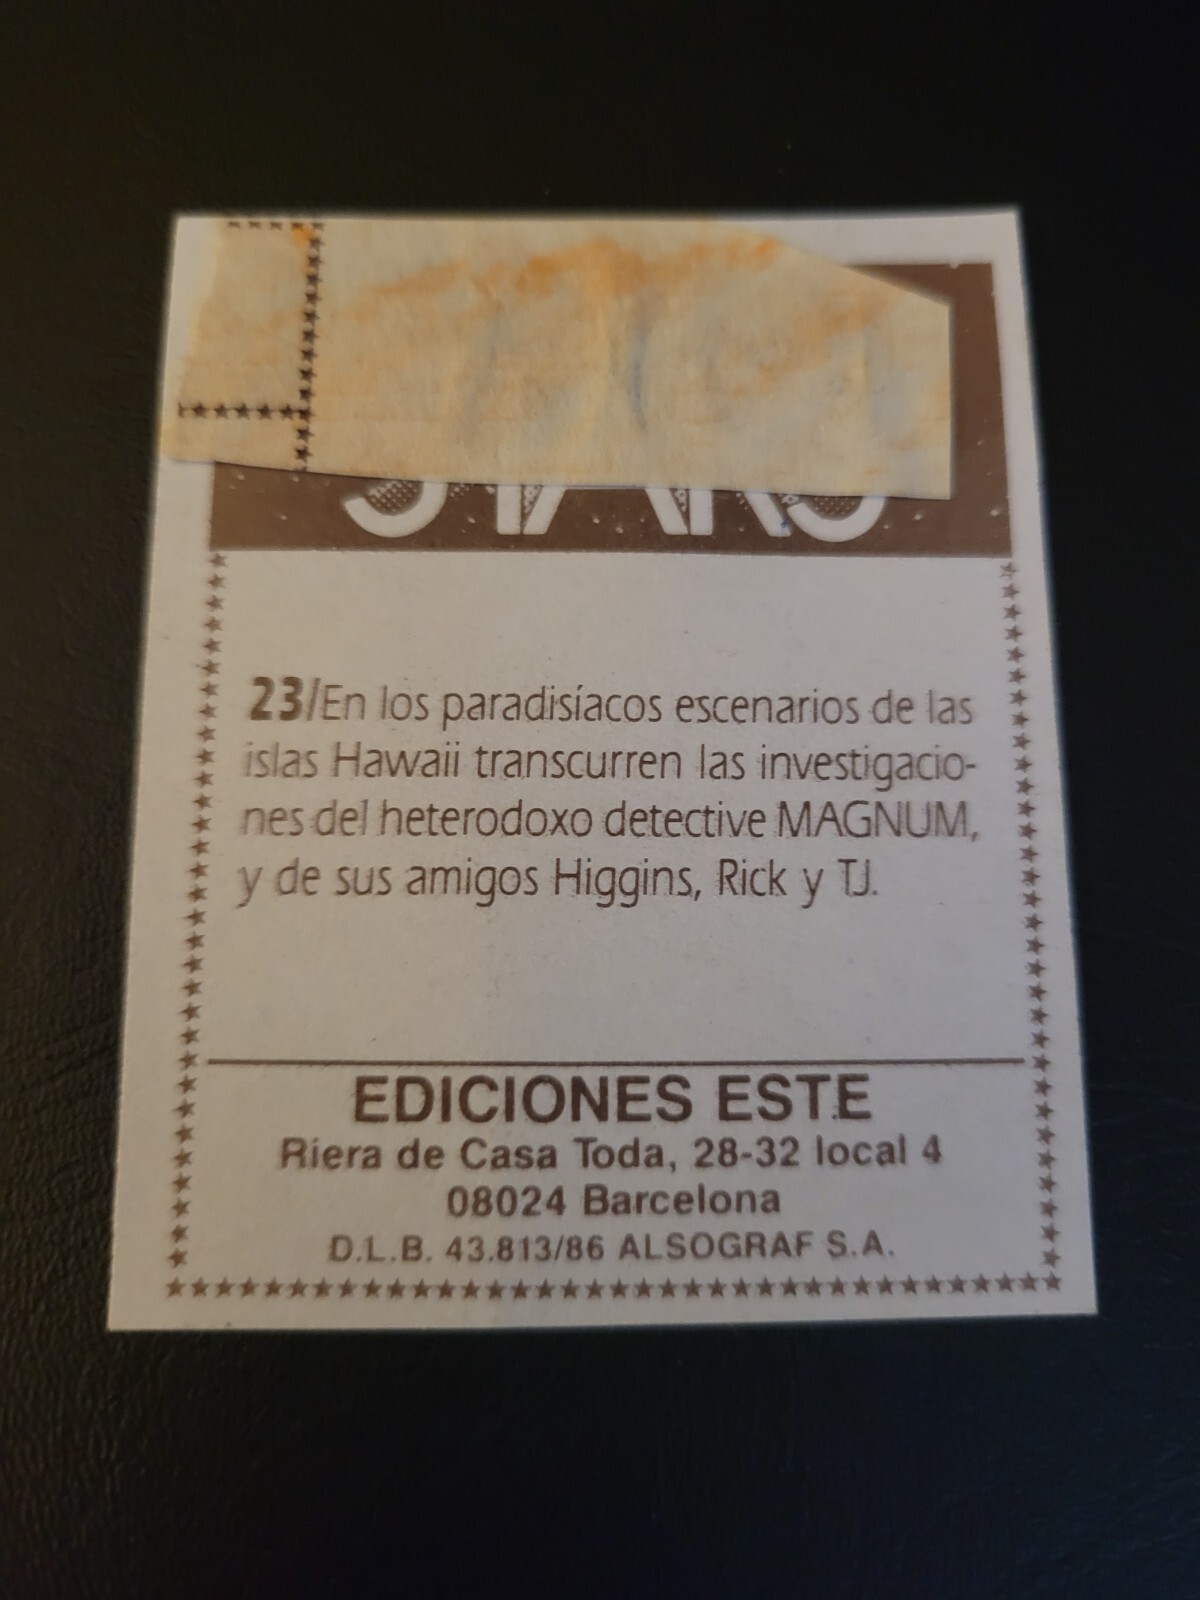 STARS
23/En los paradisíacos escenarios de las
islas Hawaii transcurren las investigacio-
nes del heterodoxo detective MAGNUM,
y de sus amigos Higgins, Rick y TJ.
EDICIONES ESTE
Riera de Casa Toda, 28-32 local 4
08024 Barcelona
D.L.B. 43.813/86 ALSOGRAF S.A.